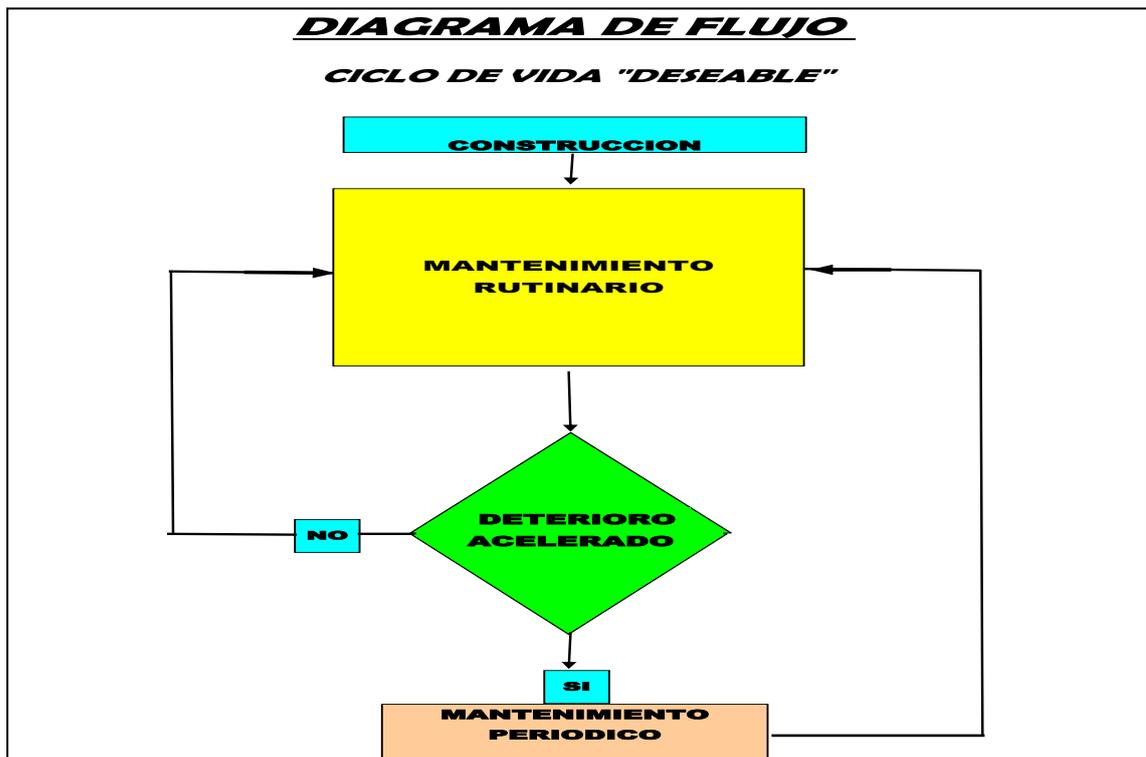 DIAGRAMA DE FLUJO
CICLO DE VIDA "DESEABLE"
CONSTRUCCION
MANTENIMIENTO
RUTINARIO
DETERIORO
ACELERADO
NO
SI
MANTENIMIENTO
PERIODICO